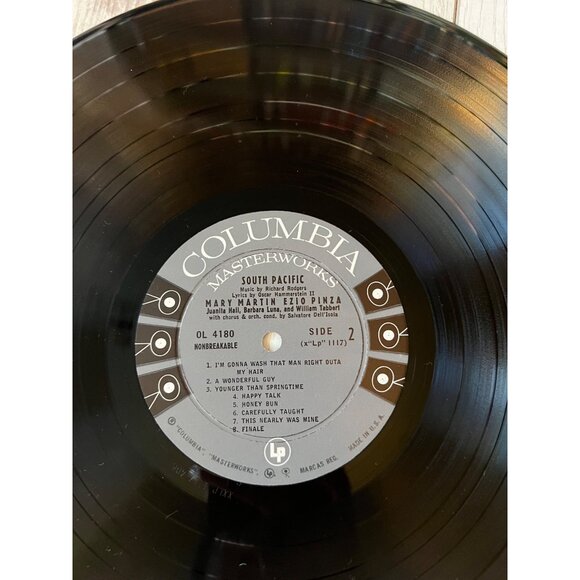 COLUMBIA
MASTERWORKS
SOUTH PACIFIC
Music by Richard Rodgers
Lyrics by Oscar Hammerstein II
MARY MARTIN EZIO PINZA
Juanita Hall, Barbara Luna, and William Tabbert
with chorus & orch. cond. by Salvatore Dell'Isola
OL 4180
NONBREAKABLE
SIDE 2
(x"Lp" 1117)
1. I'M GONNA WASH THAT MAN RIGHT OUTA
MY HAIR
2. A WONDERFUL GUY
3. YOUNGER THAN SPRINGTIME
4. HAPPY TALK
5. HONEY BUN
6. CAREFULLY TAUGHT
7. THIS NEARLY WAS MINE
8. FINALE
Lp
® "COLUMBIA", "MASTERWORKS", MARCAS REG. MADE IN U.S.A.